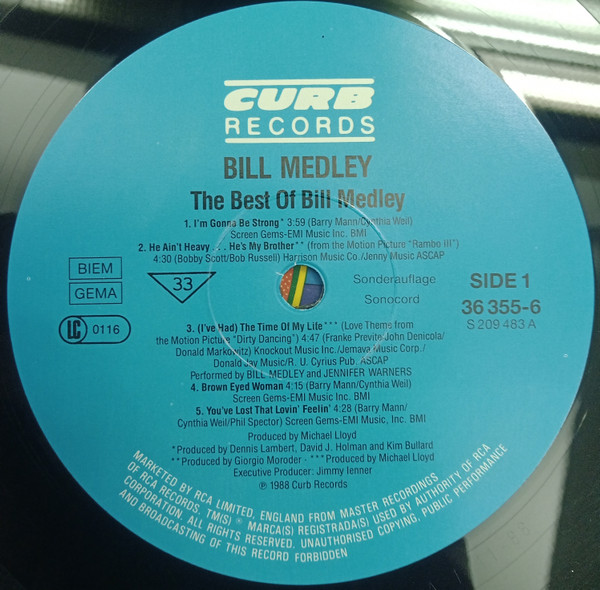 CURB
RECORDS
BILL MEDLEY
The Best Of Bill Medley
1. I'm Gonna Be Strong* 3:59 (Barry Mann/Cynthia Weil)
Screen Gems-EMI Music Inc. BMI
2. He Ain't Heavy . . . He's My Brother** (from the Motion Picture "Rambo III")
4:30 (Bobby Scott/Bob Russell) Harrison Music Co./Jenny Music ASCAP
BIEM
GEMA
33
LC 0116
Sonderauflage
Sonocord
SIDE 1
36 355-6
S 209 483 A
3. (I've Had) The Time Of My Life*** (Love Theme from
the Motion Picture "Dirty Dancing") 4:47 (Franke Previte/John Denicola/
Donald Markowitz) Knockout Music Inc./Jemava Music Corp./
Donald Jay Music/R. U. Cyrius Pub. ASCAP
Performed by BILL MEDLEY and JENNIFER WARNERS
4. Brown Eyed Woman 4:15 (Barry Mann/Cynthia Weil)
Screen Gems-EMI Music Inc. BMI
5. You've Lost That Lovin' Feelin' 4:28 (Barry Mann/
Cynthia Weil/Phil Spector) Screen Gems-EMI Music, Inc. BMI
Produced by Michael Lloyd
*Produced by Dennis Lambert, David J. Holman and Kim Bullard
**Produced by Giorgio Moroder - ***Produced by Michael Lloyd
Executive Producer: Jimmy Ienner
℗ 1988 Curb Records
MARKETED BY RCA LIMITED, ENGLAND FROM MASTER RECORDINGS
OF RCA RECORDS. TM(S) ® MARCA(S) REGISTRADA(S) USED BY AUTHORITY OF RCA
CORPORATION. ALL RIGHTS RESERVED. UNAUTHORISED COPYING, PUBLIC PERFORMANCE
AND BROADCASTING OF THIS RECORD FORBIDDEN